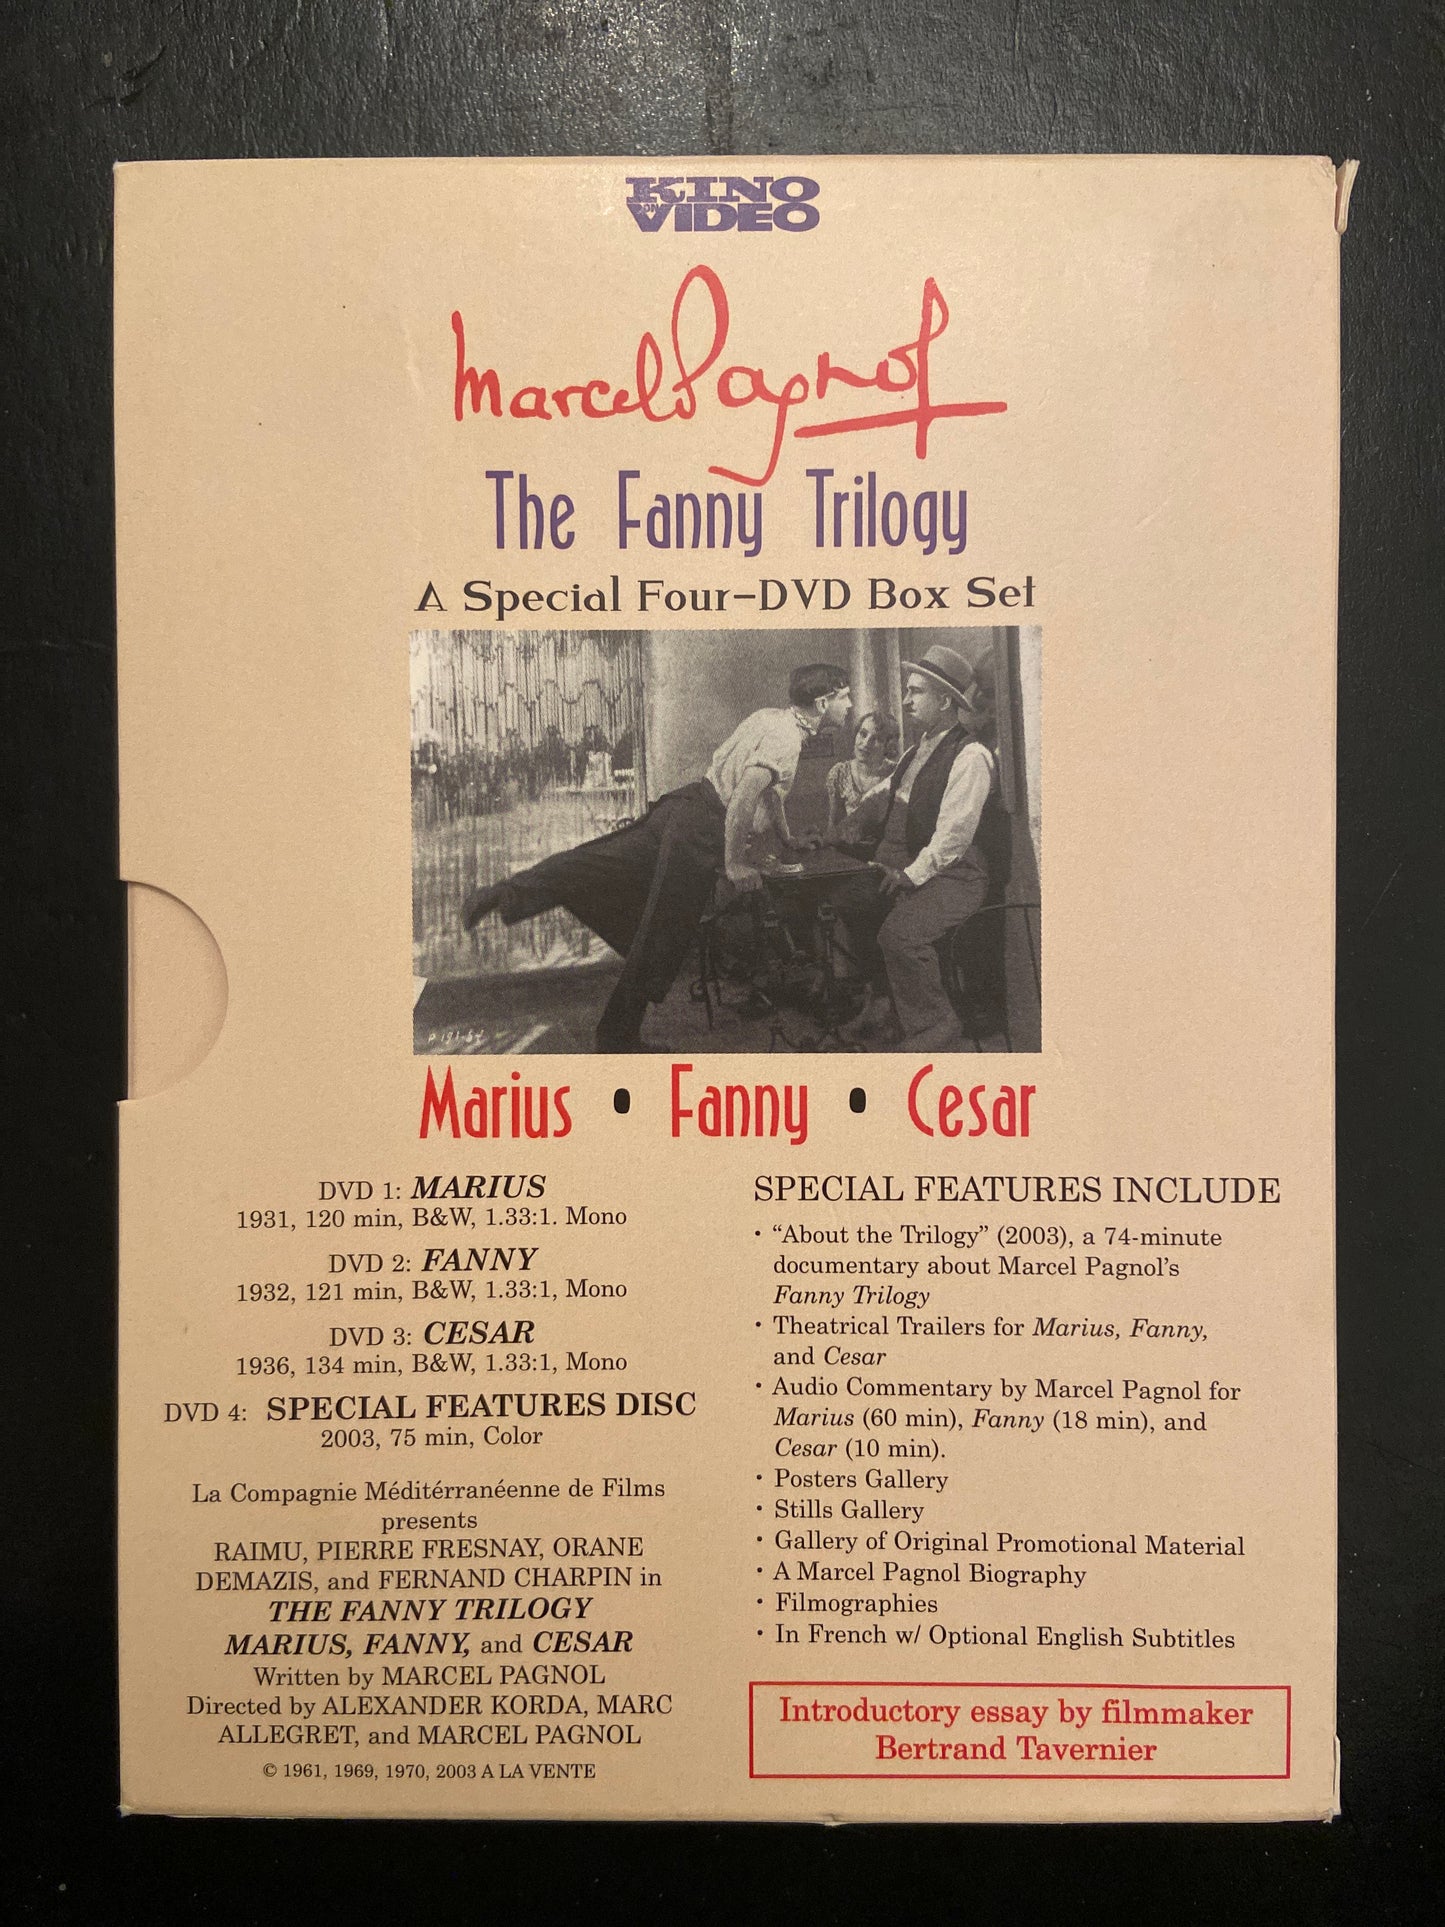 KINO
ON
VIDEO
Marcel Pagnol
The Fanny Trilogy
A Special Four-DVD Box Set
P 191-54
Marius • Fanny • Cesar
DVD 1: MARIUS
1931, 120 min, B&W, 1.33:1. Mono
DVD 2: FANNY
1932, 121 min, B&W, 1.33:1, Mono
DVD 3: CESAR
1936, 134 min, B&W, 1.33:1, Mono
DVD 4: SPECIAL FEATURES DISC
2003, 75 min, Color
La Compagnie Méditérranéenne de Films
presents
RAIMU, PIERRE FRESNAY, ORANE
DEMAZIS, and FERNAND CHARPIN in
THE FANNY TRILOGY
MARIUS, FANNY, and CESAR
Written by MARCEL PAGNOL
Directed by ALEXANDER KORDA, MARC
ALLEGRET, and MARCEL PAGNOL
© 1961, 1969, 1970, 2003 A LA VENTE
SPECIAL FEATURES INCLUDE
• “About the Trilogy” (2003), a 74-minute
documentary about Marcel Pagnol’s
Fanny Trilogy
• Theatrical Trailers for Marius, Fanny,
and Cesar
• Audio Commentary by Marcel Pagnol for
Marius (60 min), Fanny (18 min), and
Cesar (10 min).
• Posters Gallery
• Stills Gallery
• Gallery of Original Promotional Material
• A Marcel Pagnol Biography
• Filmographies
• In French w/ Optional English Subtitles
Introductory essay by filmmaker
Bertrand Tavernier